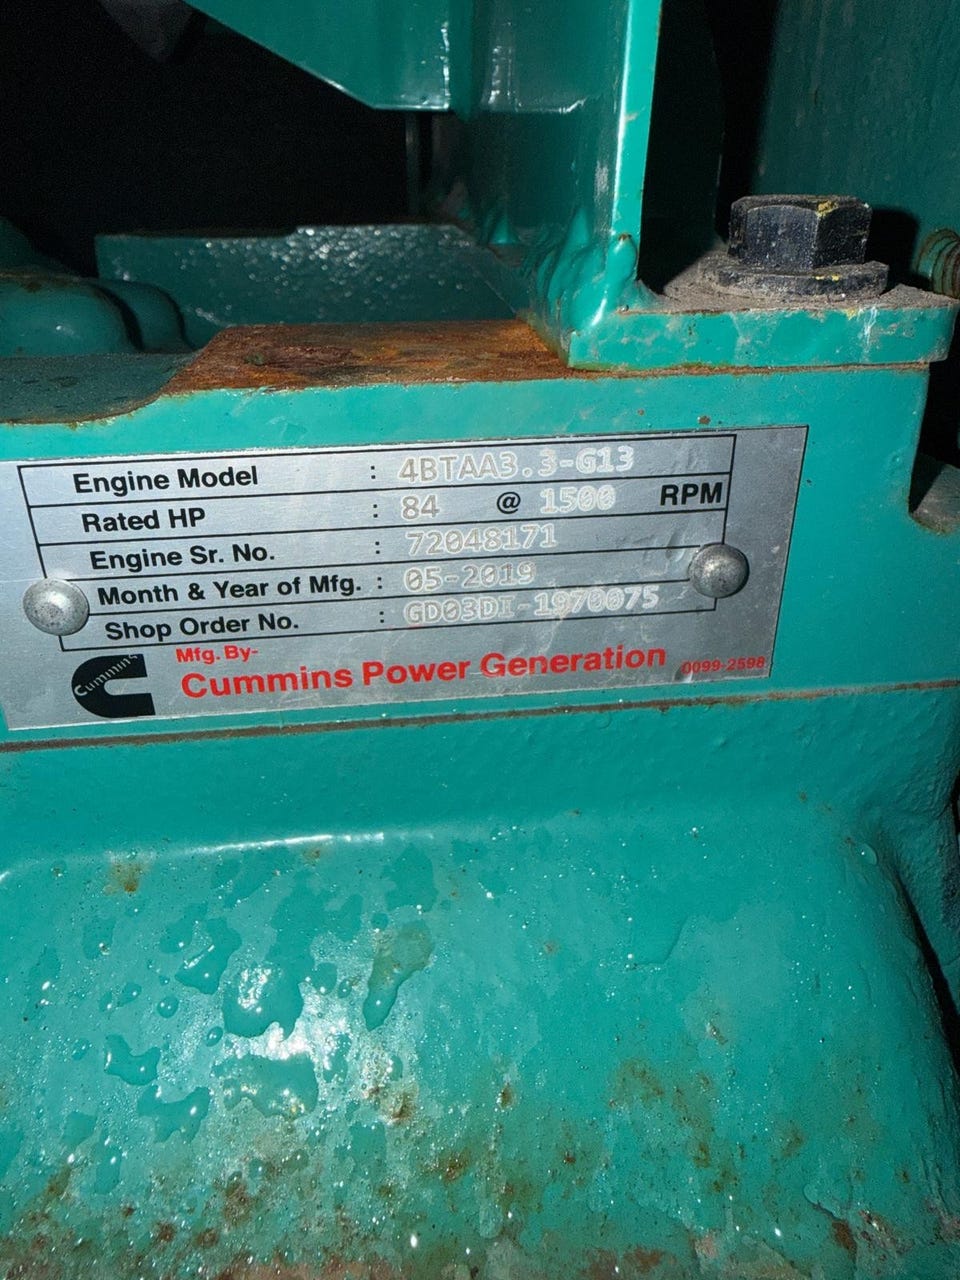 Engine Model : 4BTAA3.3-G13
Rated HP : 84 @ 1500 RPM
Engine Sr. No. : 72048171
Month & Year of Mfg. : 05-2019
Shop Order No. : GD03DI-1970075
Mfg. By-
Cummins
Cummins Power Generation
0099-2598